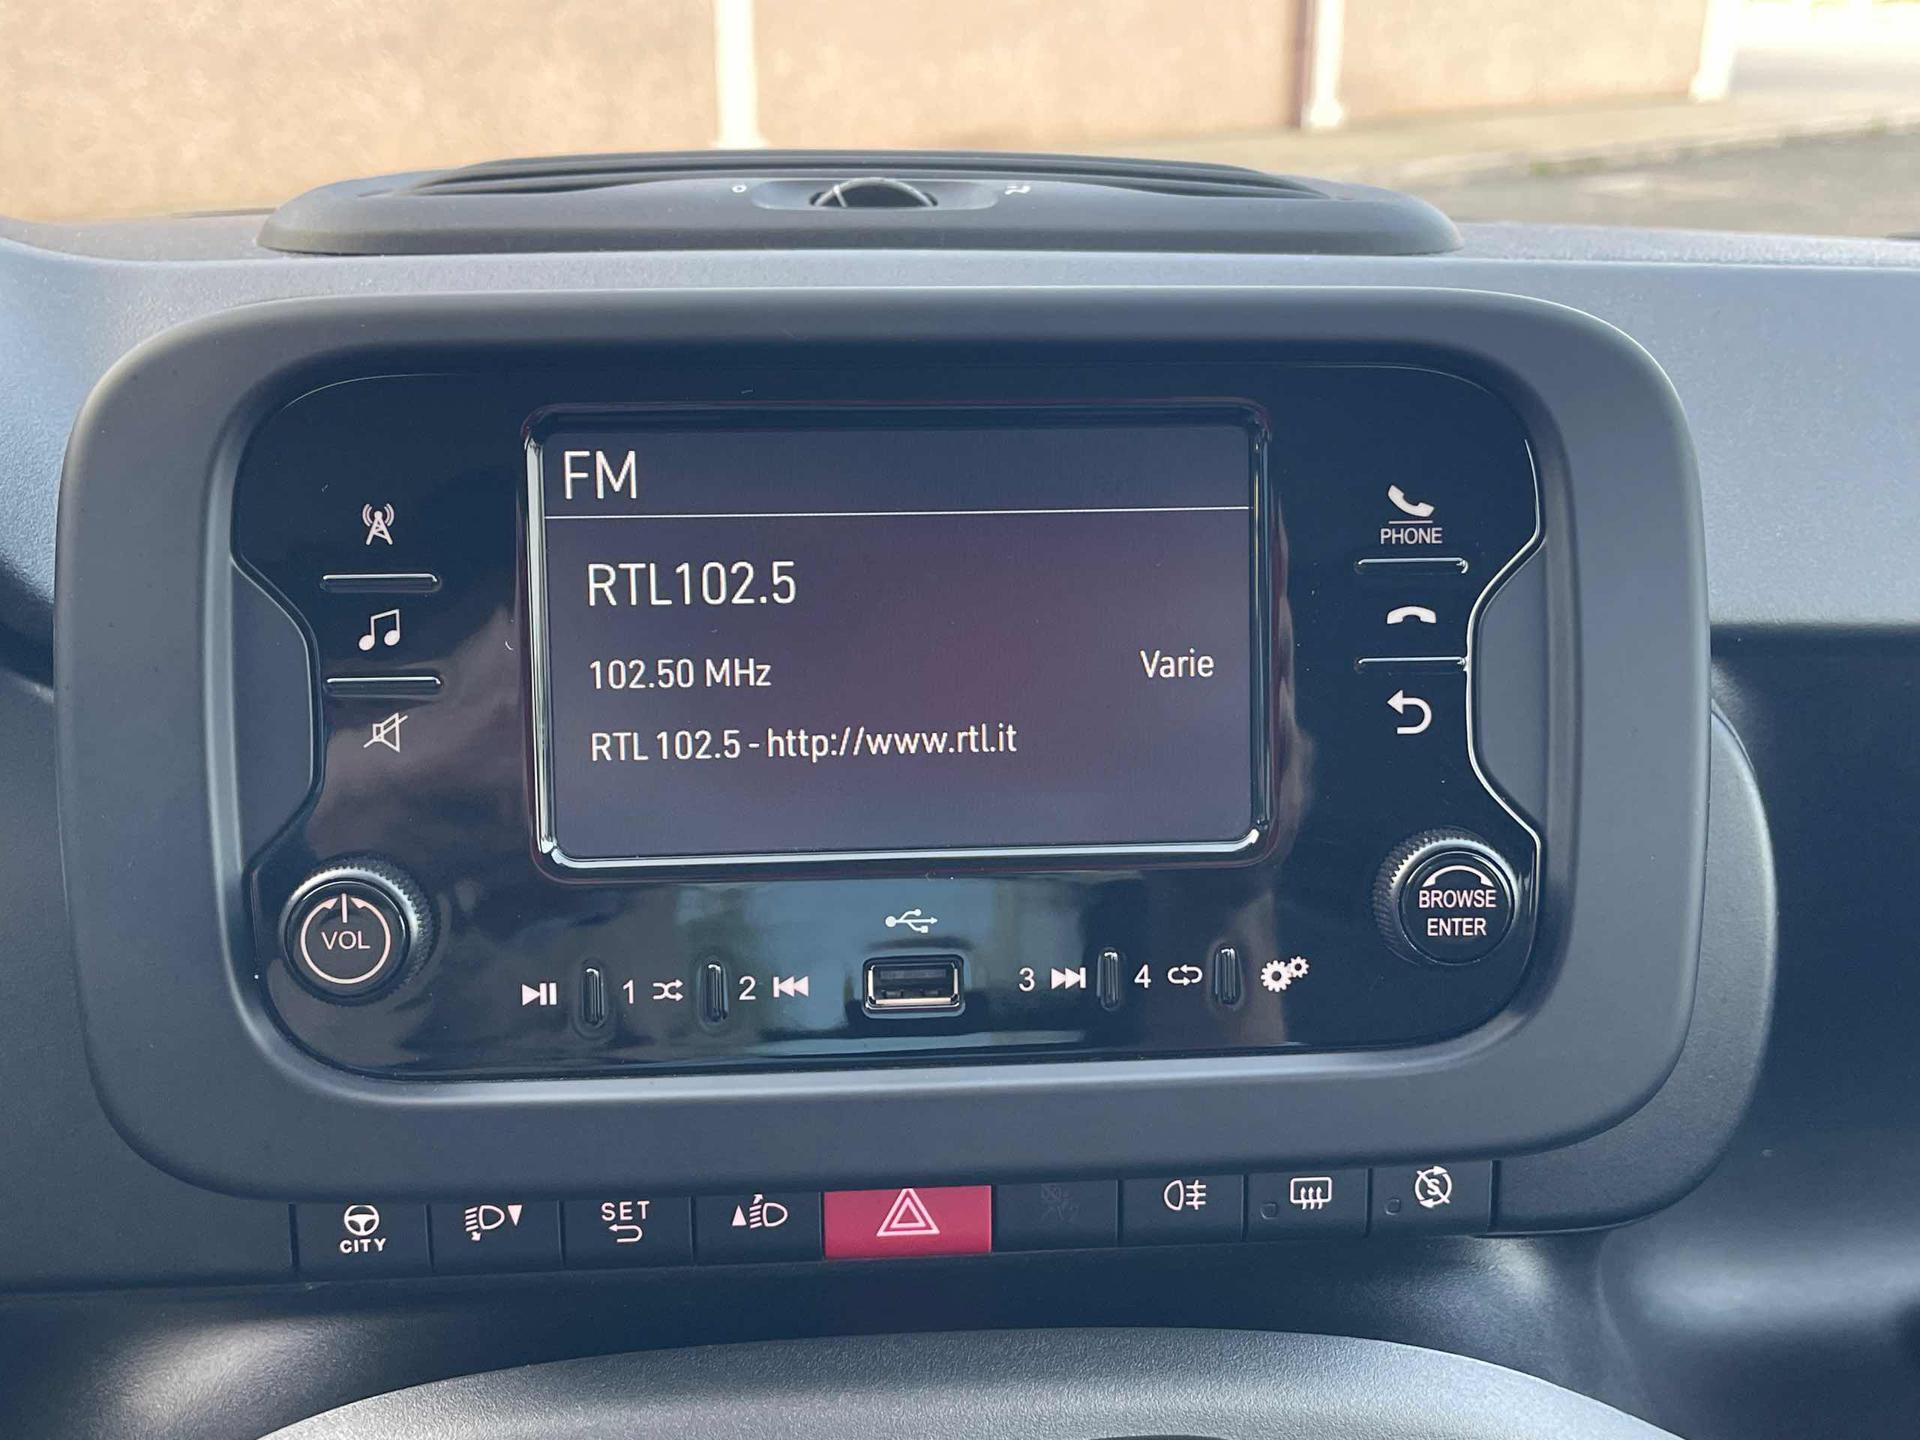 FM
RTL102.5
102.50 MHz
Varie
RTL 102.5 - http://www.rtl.it
PHONE
VOL
BROWSE
ENTER
1
2
3
4
CITY
SET